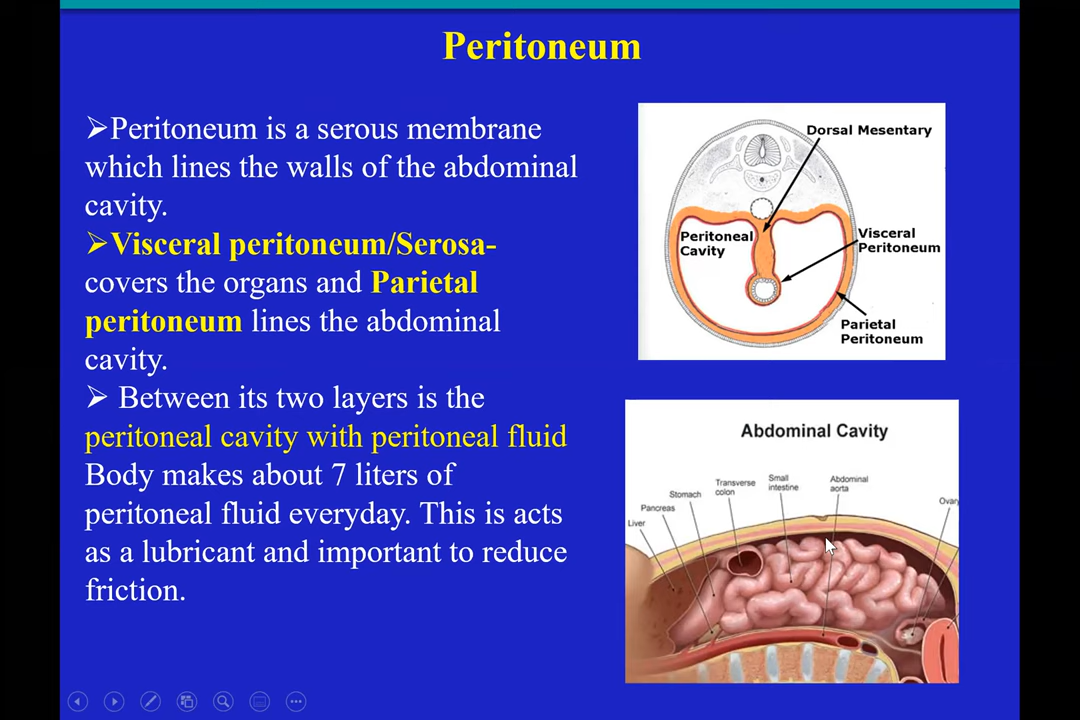 Peritoneum
➢Peritoneum is a serous membrane
which lines the walls of the abdominal
cavity.
➢Visceral peritoneum/Serosa-
covers the organs and Parietal
peritoneum lines the abdominal
cavity.
➢ Between its two layers is the
peritoneal cavity with peritoneal fluid
Body makes about 7 liters of
peritoneal fluid everyday. This is acts
as a lubricant and important to reduce
friction.
Dorsal Mesentary
Peritoneal
Cavity
Visceral
Peritoneum
Parietal
Peritoneum
Abdominal Cavity
Liver
Pancreas
Stomach
Transverse
colon
Small
intestine
Abdominal
aorta
Ovary